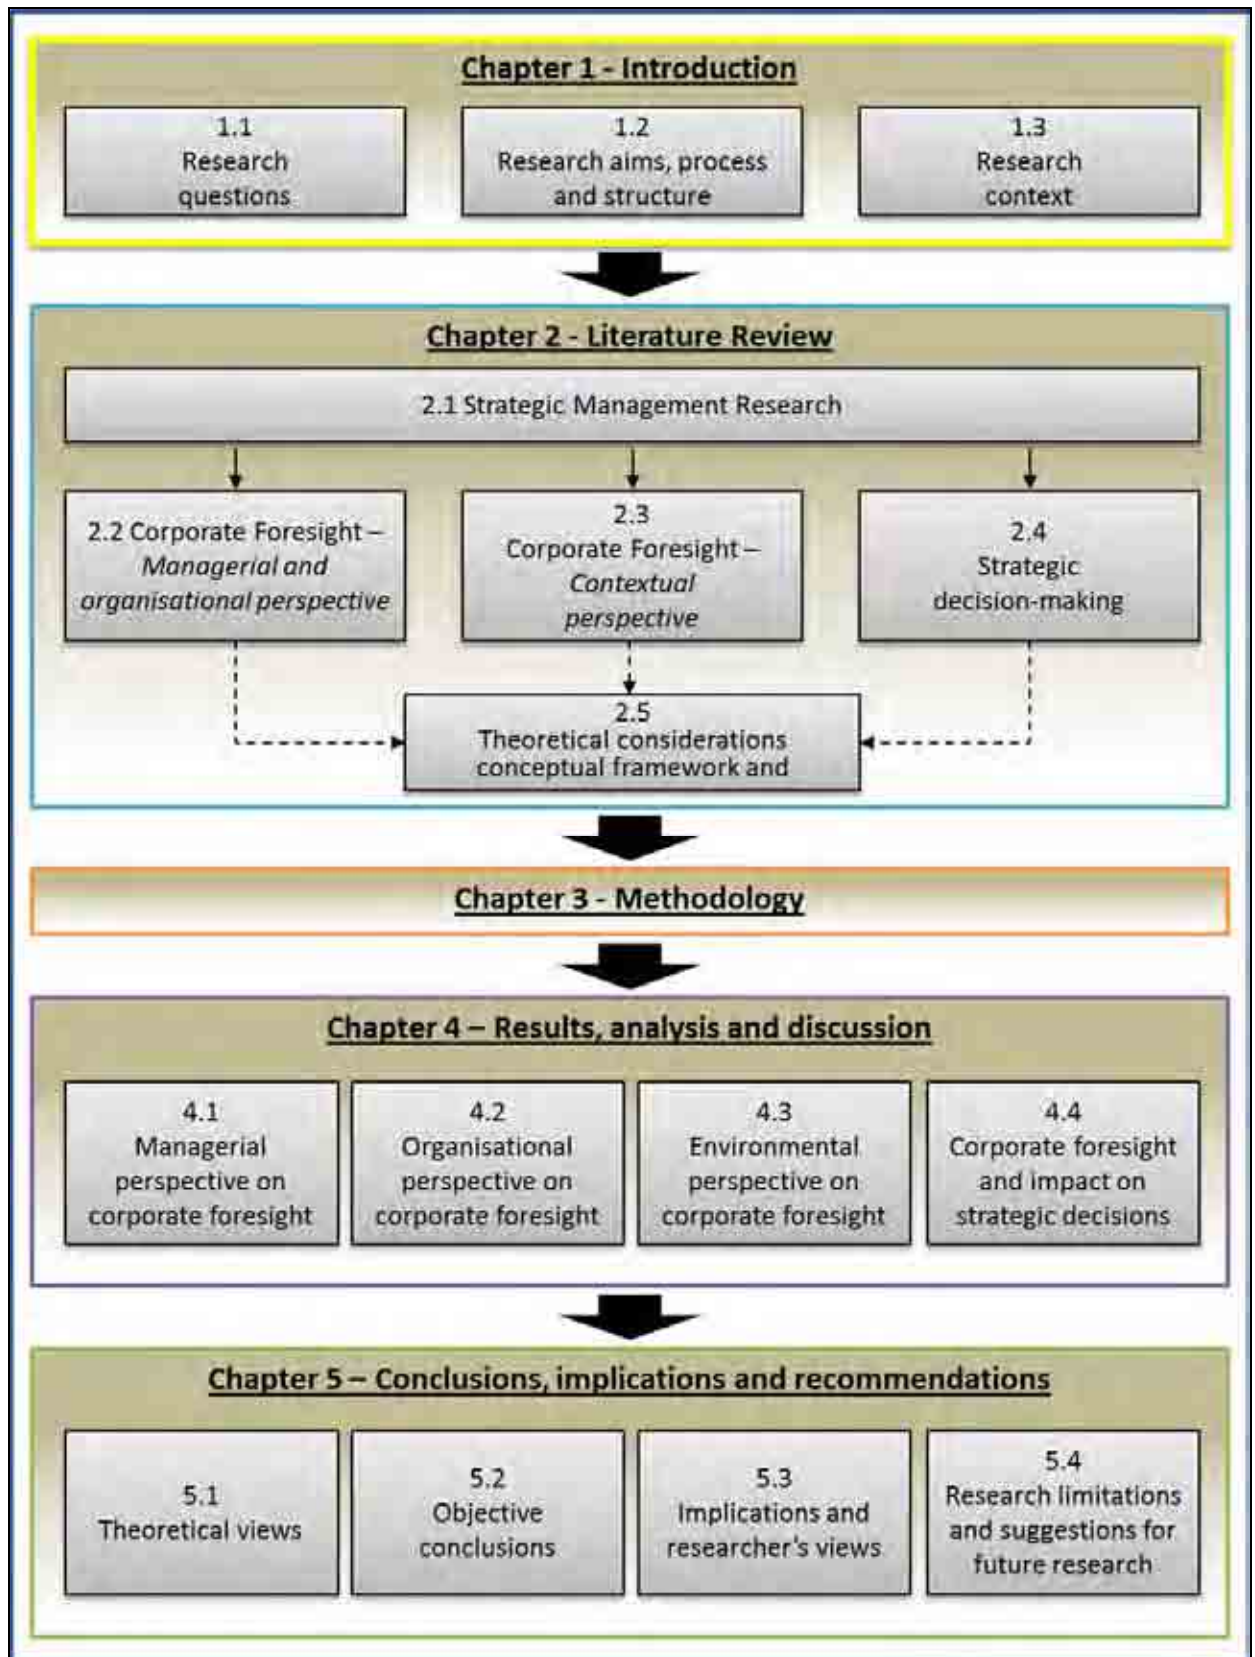 Chapter 1 - Introduction
1.1
Research
questions
1.2
Research aims, process
and structure
1.3
Research
context
Chapter 2 - Literature Review
2.1 Strategic Management Research
2.2 Corporate Foresight –
Managerial and
organisational perspective
2.3
Corporate Foresight –
Contextual
perspective
2.4
Strategic
decision-making
2.5
Theoretical considerations
conceptual framework and
Chapter 3 - Methodology
Chapter 4 – Results, analysis and discussion
4.1
Managerial
perspective on
corporate foresight
4.2
Organisational
perspective on
corporate foresight
4.3
Environmental
perspective on
corporate foresight
4.4
Corporate foresight
and impact on
strategic decisions
Chapter 5 – Conclusions, implications and recommendations
5.1
Theoretical views
5.2
Objective
conclusions
5.3
Implications and
researcher's views
5.4
Research limitations
and suggestions for
future research